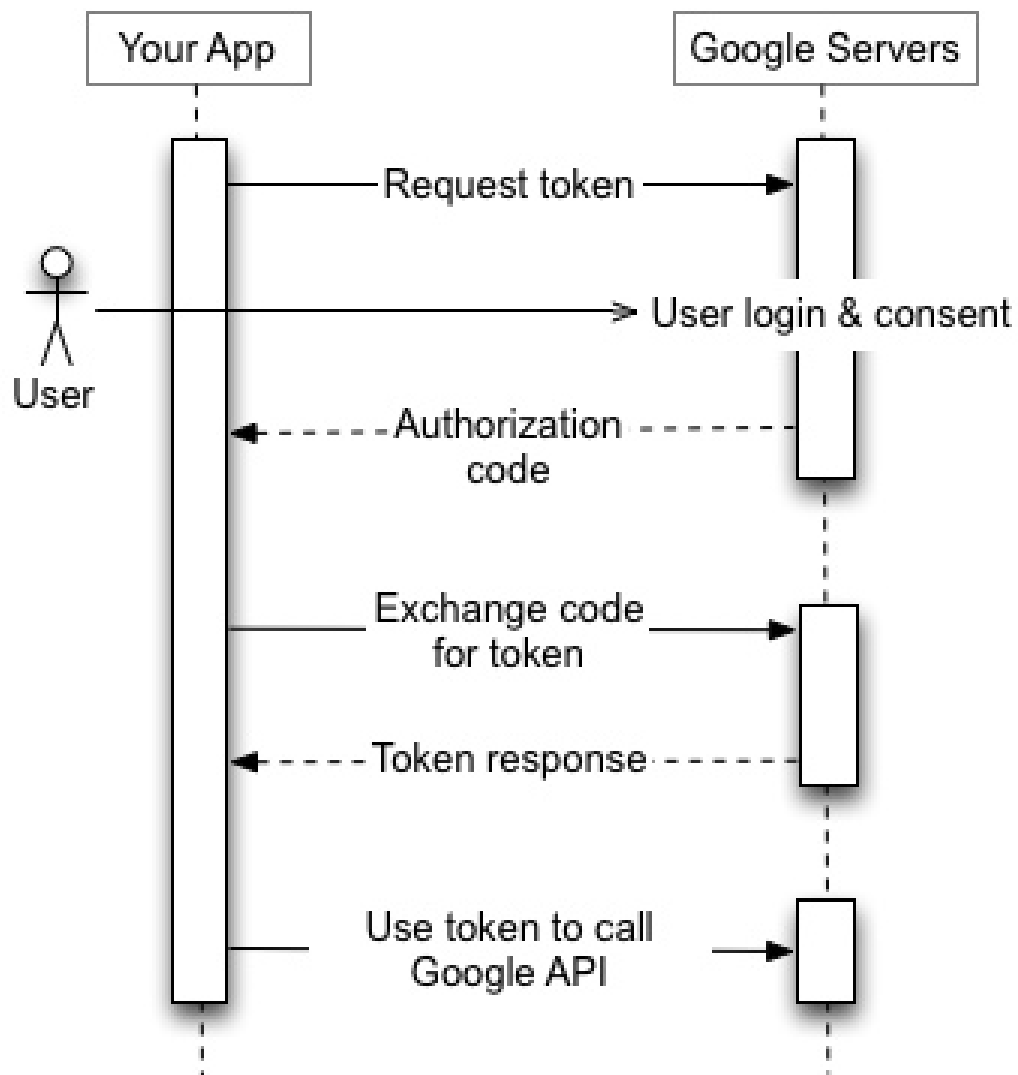 Your App
Google Servers
Request token
User login & consent
User
Authorization
code
Exchange code
for token
Token response
Use token to call
Google API